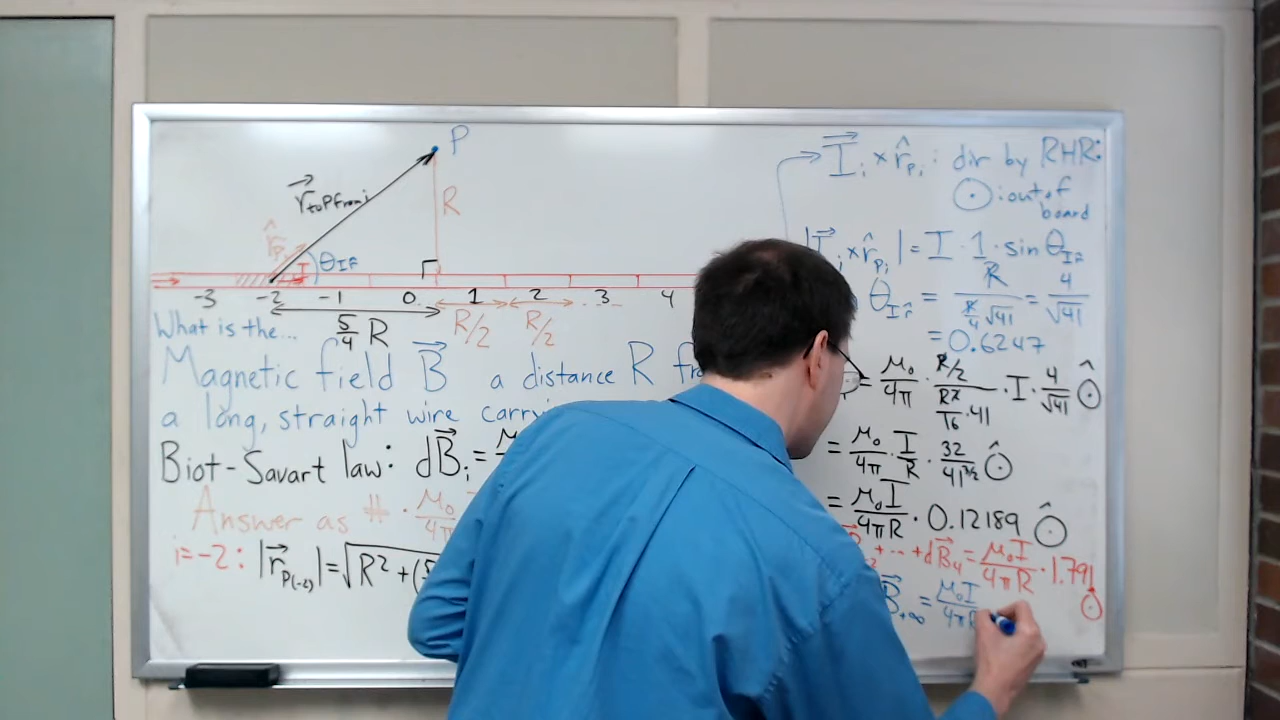 P
r⃗ to P from i
R
r̂p
I
θIr̂
-3 -2 -1 0 1 2 3 4
5/4 R
R/2 R/2
What is the...
Magnetic field B⃗ a distance R
a long, straight wire
Biot-Savart law: dB⃗i =
Answer as # · μ₀/4π
i=-2: |r⃗P(-2)| = √R² + (5
I⃗i × r̂pi : dir by RHR:
⊙ : out of
board
× r̂pi | = I · 1 · sin θIr̂
θIr̂ = R / (R/4 √41) = 4/√41
= 0.6247
= μ₀/4π · (R/2) / (R²/16 · 41) · I · 4/√41 ⊙̂
= μ₀/4π · I/R · 32/41^(3/2) ⊙̂
= μ₀I/4πR · 0.12189 ⊙̂
+ ··· + dB⃗4 = μ₀I/4πR · 1.791 ⊙̂
B⃗+∞ = μ₀I/4πR